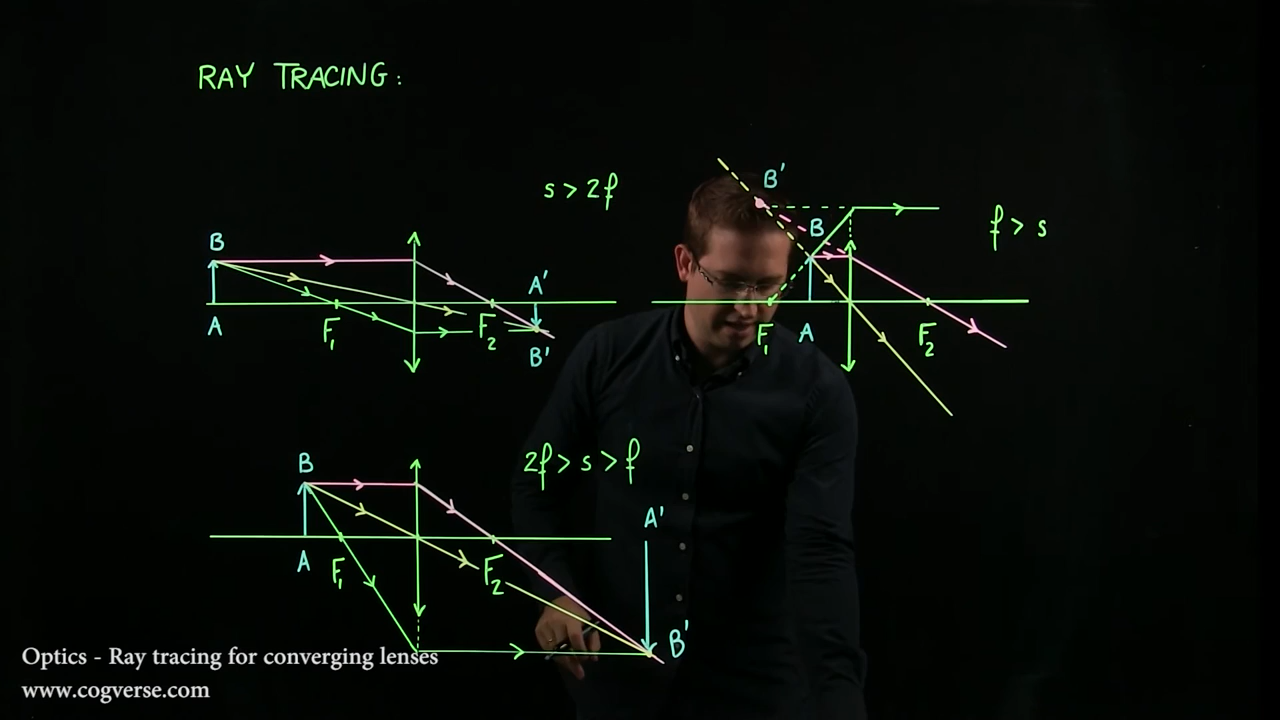 RAY TRACING:
s > 2f
B
A
F₁
F₂
A'
B'
B'
B
f > s
F₁
A
F₂
2f > s > f
B
A
F₁
F₂
A'
B'
Optics - Ray tracing for converging lenses
www.cogverse.com